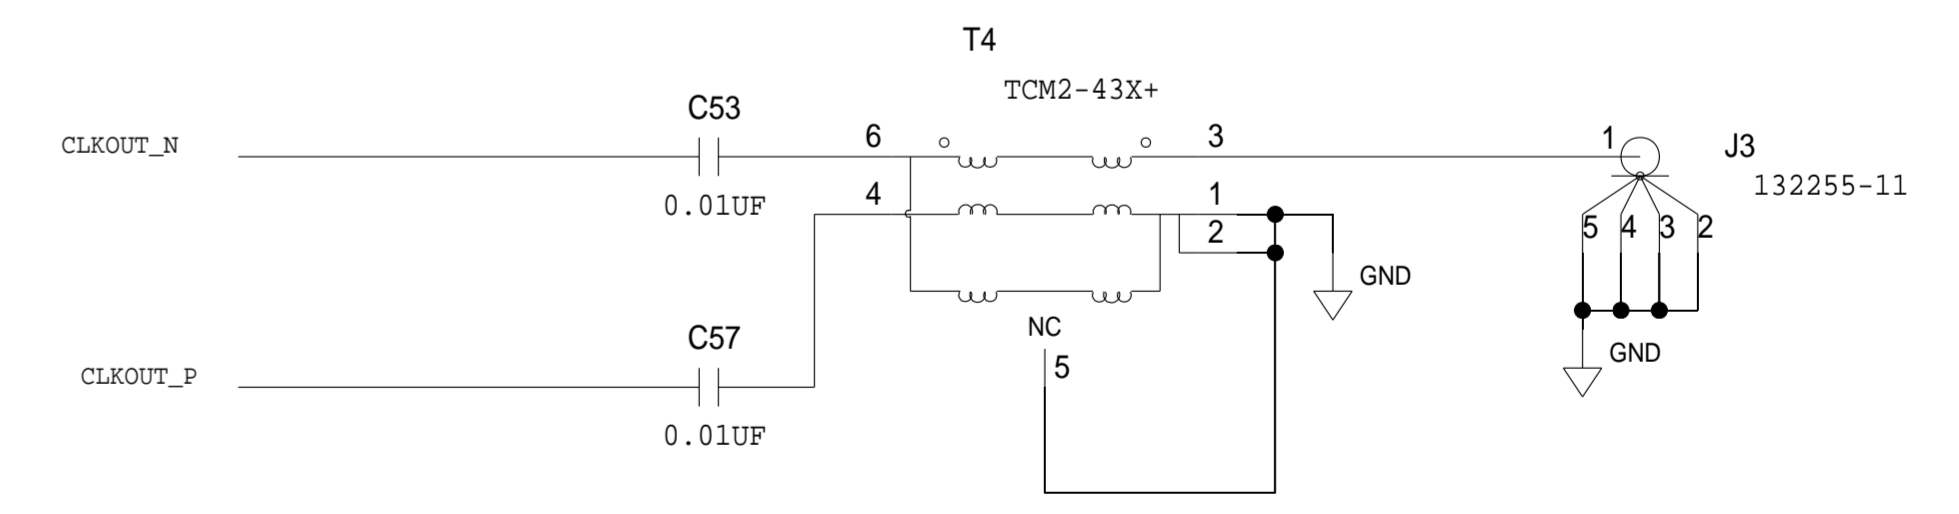 T4
TCM2-43X+
C53
6
3
1
J3
CLKOUT_N
132255-11
0.01UF
4
1
2
5
4
3
2
GND
NC
C57
5
GND
CLKOUT_P
0.01UF